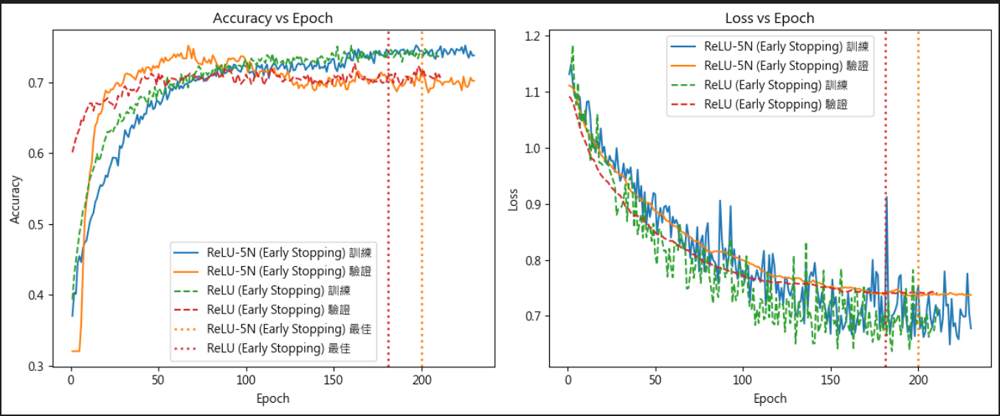 Accuracy vs Epoch
Accuracy
0.7
0.6
0.5
0.4
0.3
ReLU-5N (Early Stopping) 訓練
ReLU-5N (Early Stopping) 驗證
ReLU (Early Stopping) 訓練
ReLU (Early Stopping) 驗證
ReLU-5N (Early Stopping) 最佳
ReLU (Early Stopping) 最佳
0 50 100 150 200
Epoch
Loss vs Epoch
Loss
1.2
1.1
1.0
0.9
0.8
0.7
ReLU-5N (Early Stopping) 訓練
ReLU-5N (Early Stopping) 驗證
ReLU (Early Stopping) 訓練
ReLU (Early Stopping) 驗證
0 50 100 150 200
Epoch